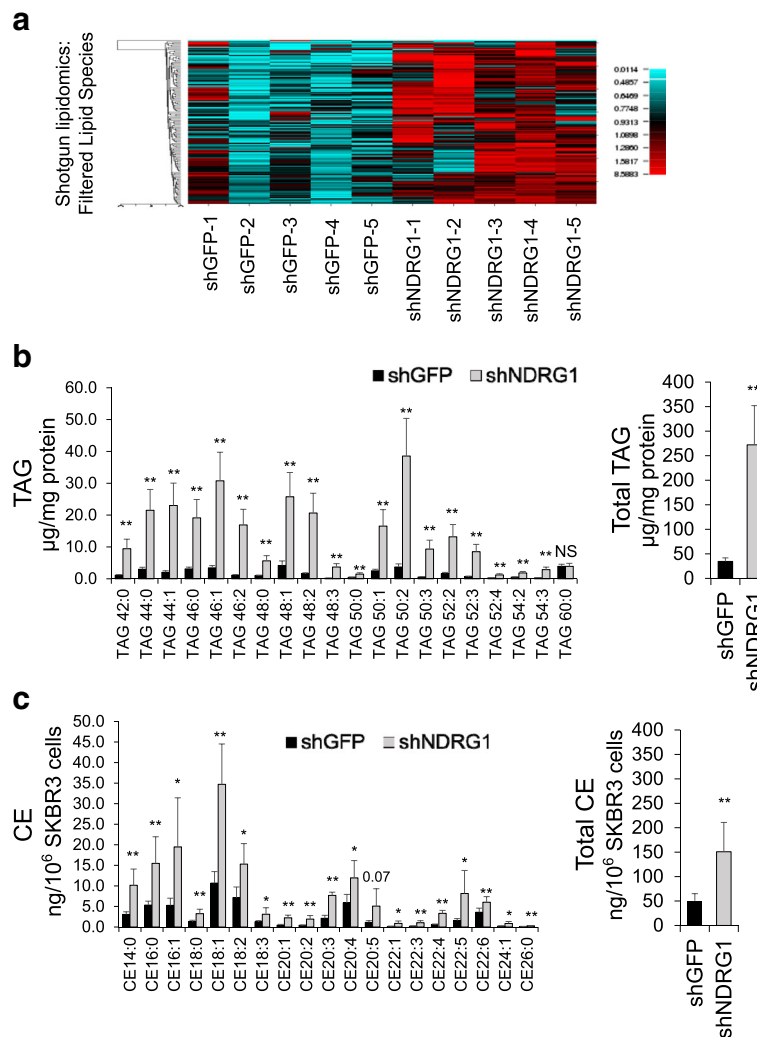 a
Shotgun lipidomics:
Filtered Lipid Species
0.0114
0.4857
0.6469
0.7748
0.9313
1.0898
1.2860
1.5817
8.5883
shGFP-1
shGFP-2
shGFP-3
shGFP-4
shGFP-5
shNDRG1-1
shNDRG1-2
shNDRG1-3
shNDRG1-4
shNDRG1-5
b
shGFP shNDRG1
TAG
µg/mg protein
60.0
50.0
40.0
30.0
20.0
10.0
0.0
** ** ** ** ** ** ** ** ** ** ** ** ** ** ** ** ** ** ** NS
TAG 42:0
TAG 44:0
TAG 44:1
TAG 46:0
TAG 46:1
TAG 46:2
TAG 48:0
TAG 48:1
TAG 48:2
TAG 48:3
TAG 50:0
TAG 50:1
TAG 50:2
TAG 50:3
TAG 52:2
TAG 52:3
TAG 52:4
TAG 54:2
TAG 54:3
TAG 60:0
Total TAG
µg/mg protein
400
350
300
250
200
150
100
50
0
**
shGFP
shNDRG1
c
shGFP shNDRG1
CE
ng/10⁶ SKBR3 cells
50.0
45.0
40.0
35.0
30.0
25.0
20.0
15.0
10.0
5.0
0.0
** ** * ** ** * * ** ** ** * 0.07 * ** ** * ** * **
CE14:0
CE16:0
CE16:1
CE18:0
CE18:1
CE18:2
CE18:3
CE20:1
CE20:2
CE20:3
CE20:4
CE20:5
CE22:1
CE22:3
CE22:4
CE22:5
CE22:6
CE24:1
CE26:0
Total CE
ng/10⁶ SKBR3 cells
400
350
300
250
200
150
100
50
0
**
shGFP
shNDRG1